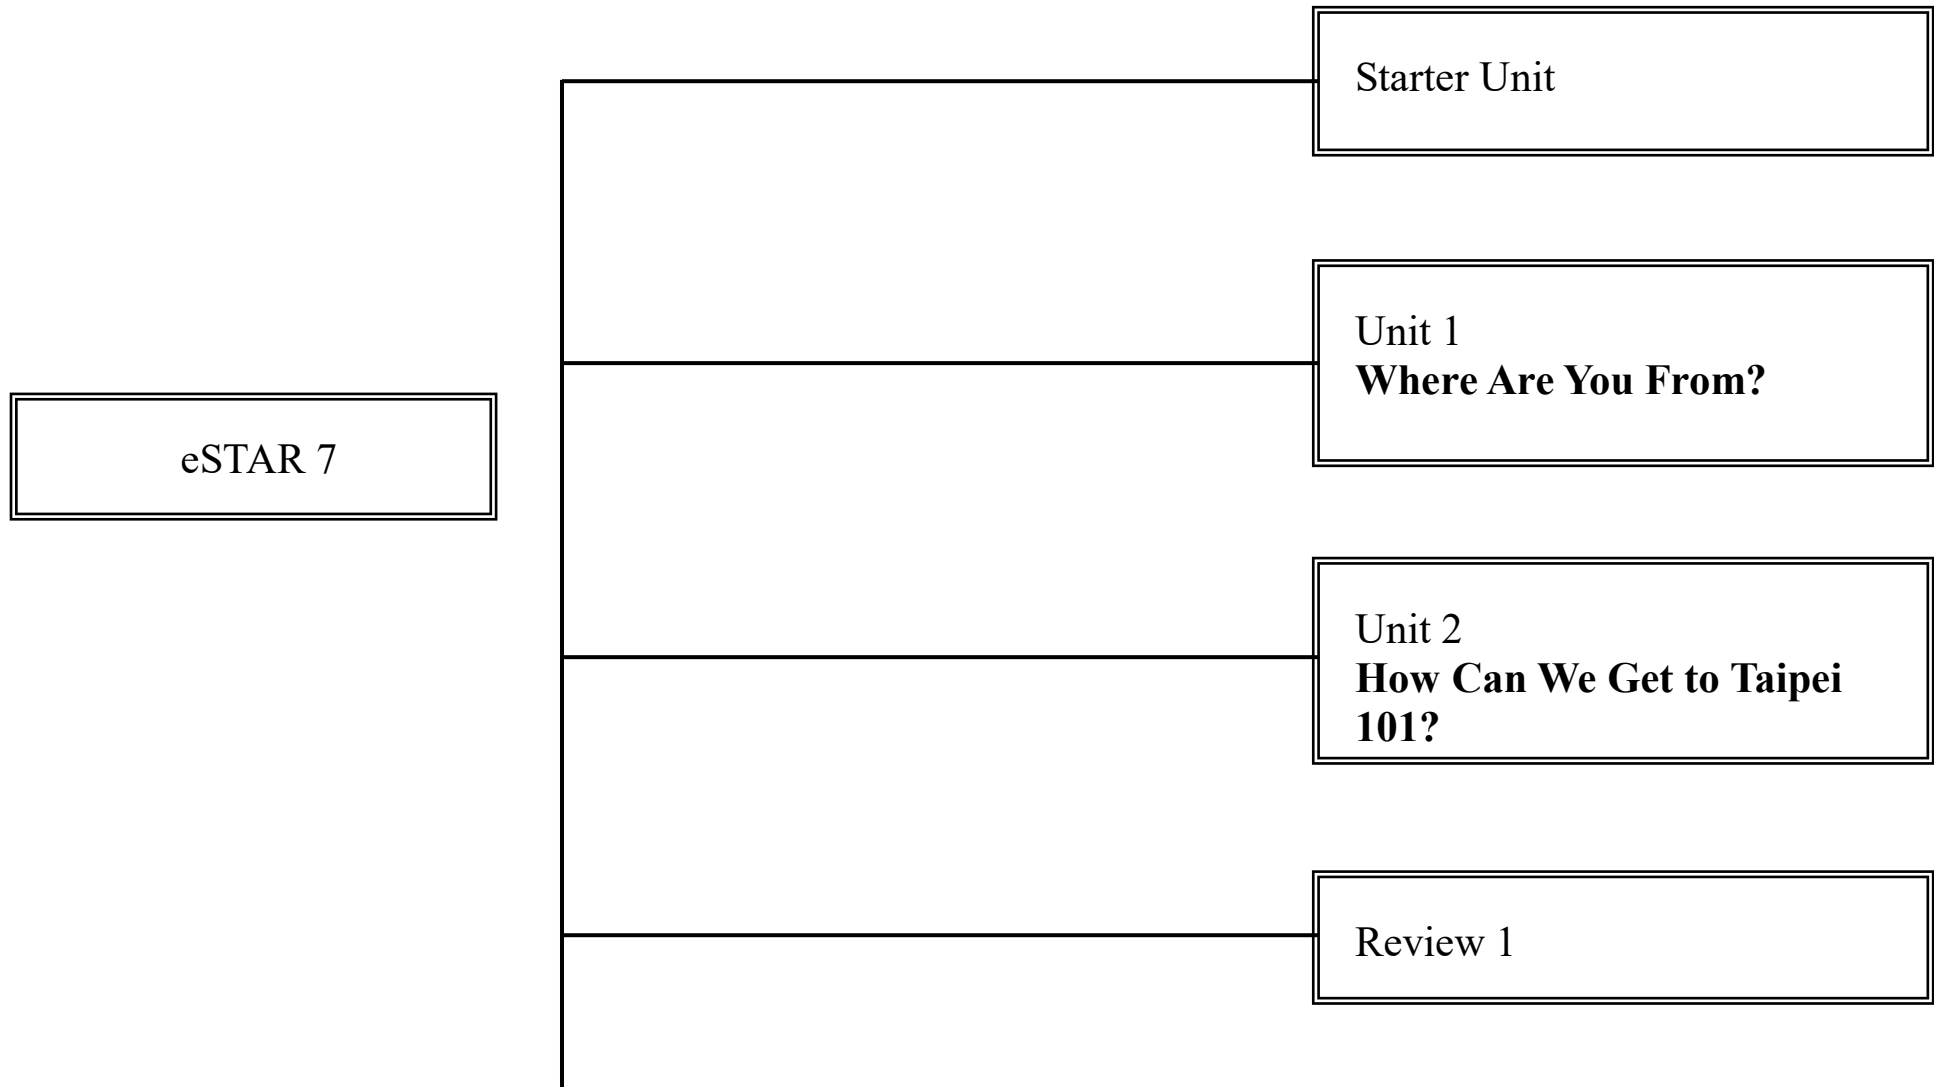 Starter Unit
Unit 1
Where Are You From?
eSTAR 7
Unit 2
How Can We Get to Taipei
101?
Review 1